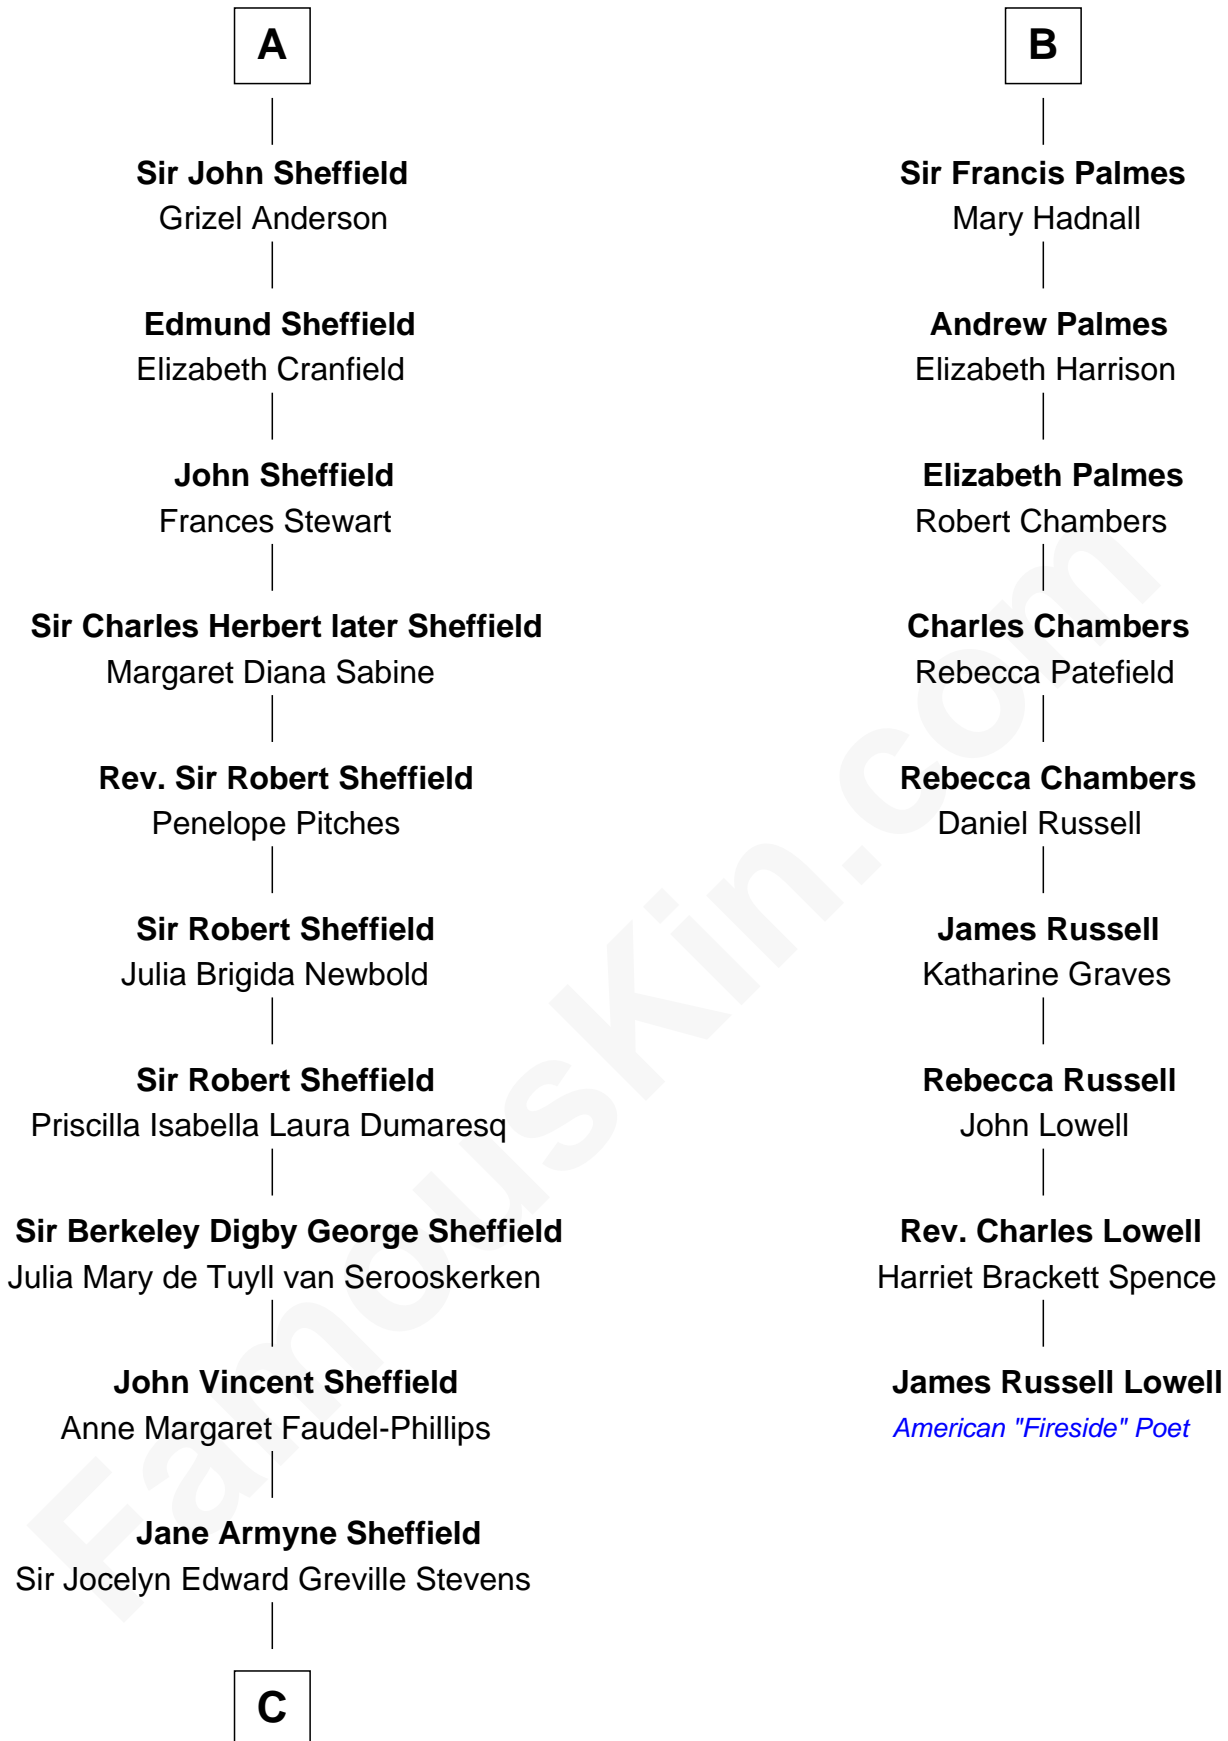 A
Sir John Sheffield
Grizel Anderson
Edmund Sheffield
Elizabeth Cranfield
John Sheffield
Frances Stewart
Sir Charles Herbert later Sheffield
Margaret Diana Sabine
Rev. Sir Robert Sheffield
Penelope Pitches
Sir Robert Sheffield
Julia Brigida Newbold
Sir Robert Sheffield
Priscilla Isabella Laura Dumaresq
Sir Berkeley Digby George Sheffield
Julia Mary de Tuyll van Serooskerken
John Vincent Sheffield
Anne Margaret Faudel-Phillips
Jane Armyne Sheffield
Sir Jocelyn Edward Greville Stevens
C
B
Sir Francis Palmes
Mary Hadnall
Andrew Palmes
Elizabeth Harrison
Elizabeth Palmes
Robert Chambers
Charles Chambers
Rebecca Patefield
Rebecca Chambers
Daniel Russell
James Russell
Katharine Graves
Rebecca Russell
John Lowell
Rev. Charles Lowell
Harriet Brackett Spence
James Russell Lowell
American "Fireside" Poet
FamousKin.com